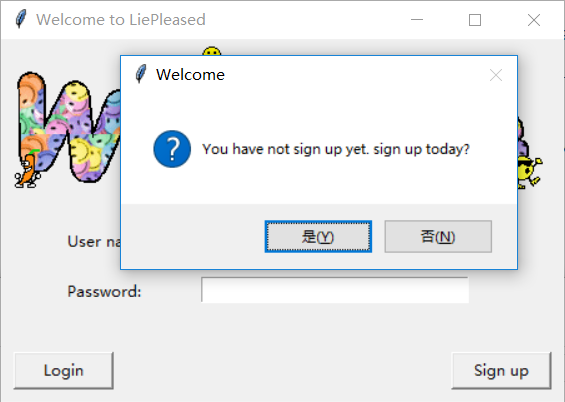 Welcome to LiePleased
Welcome
You have not sign up yet. sign up today?
是(Y)
否(N)
User na
Password:
Login
Sign up